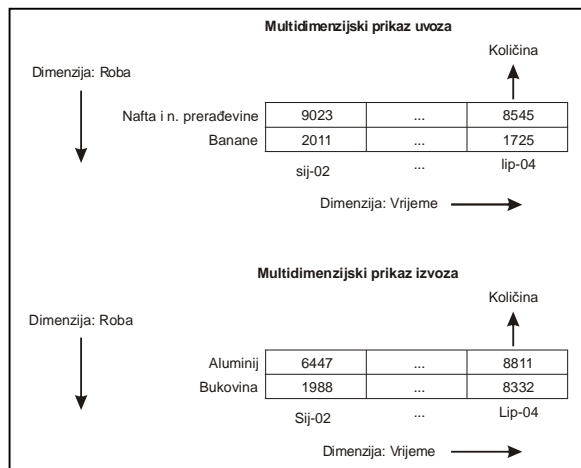 Multidimenzijski prikaz uvoza
Količina
Dimenzija: Roba
Nafta i n. prerađevine 9023 ... 8545
Banane 2011 ... 1725
sij-02 ... lip-04
Dimenzija: Vrijeme
Multidimenzijski prikaz izvoza
Količina
Dimenzija: Roba
Aluminij 6447 ... 8811
Bukovina 1988 ... 8332
Sij-02 ... Lip-04
Dimenzija: Vrijeme